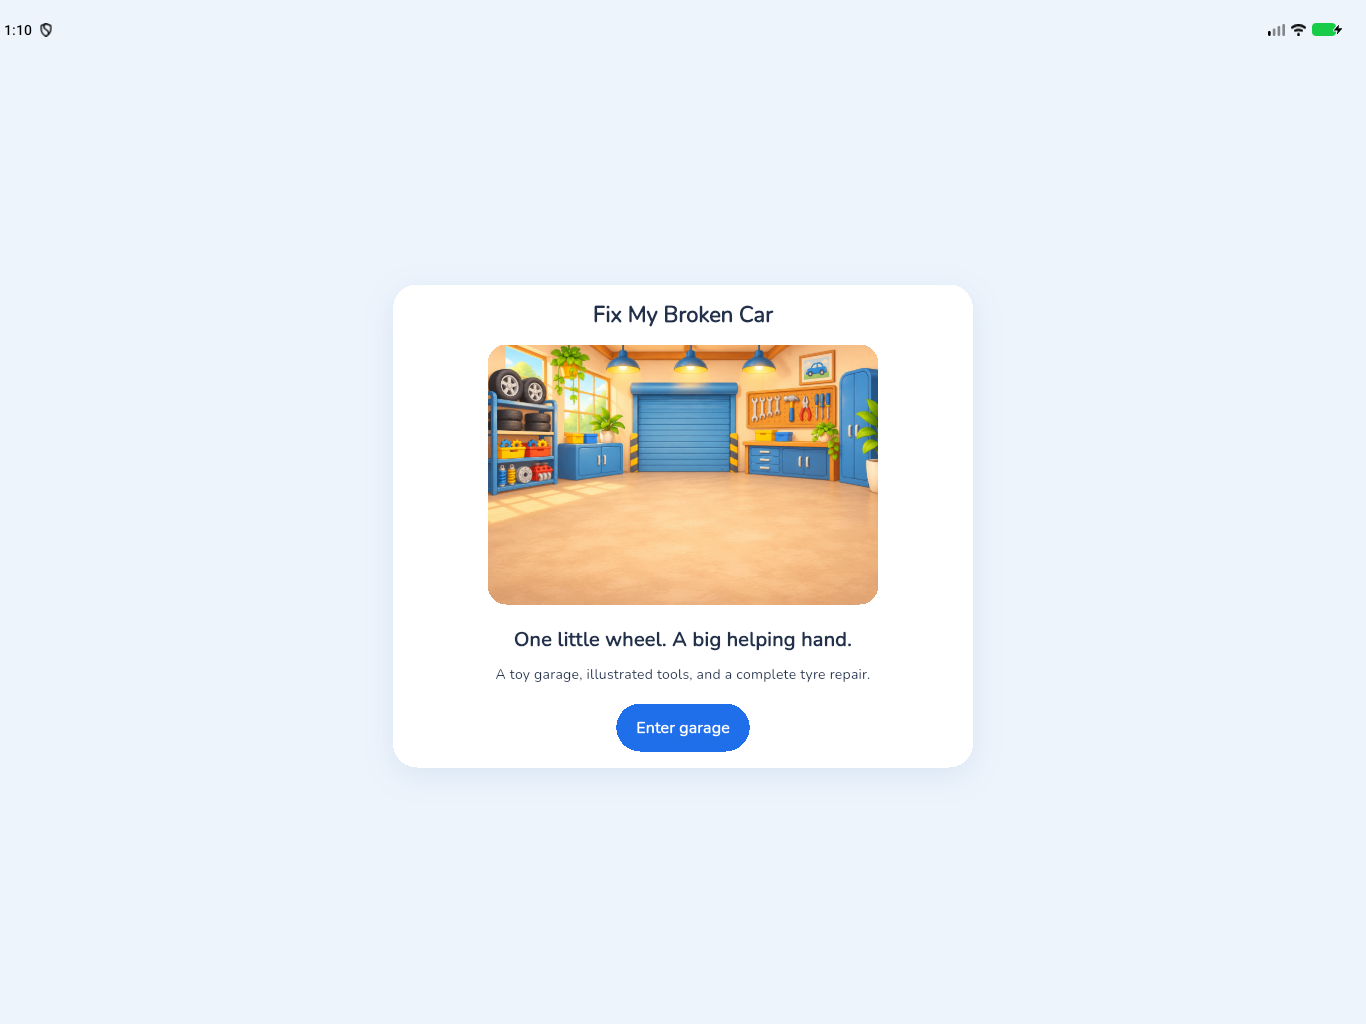 1:10
Fix My Broken Car
One little wheel. A big helping hand.
A toy garage, illustrated tools, and a complete tyre repair.
Enter garage